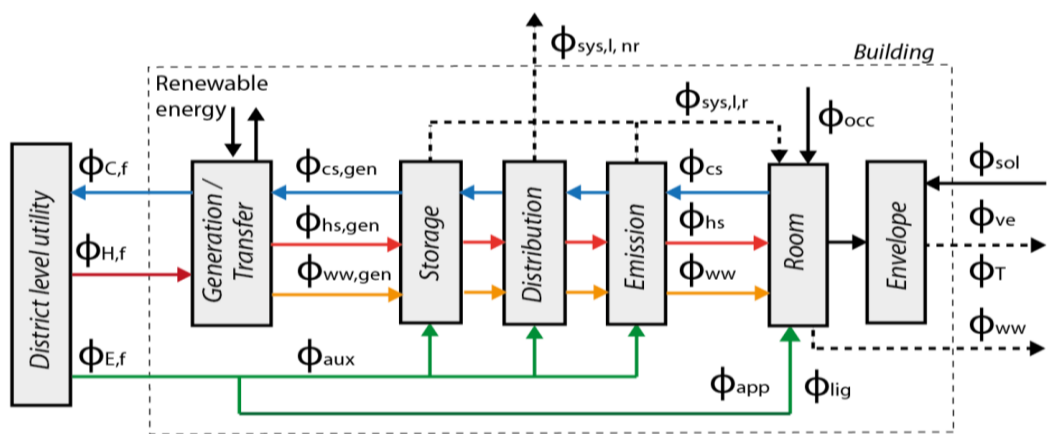 ϕsys,l, nr
Building
Renewable
energy
ϕsys,l,r
ϕocc
ϕC,f
ϕcs,gen
ϕcs
ϕsol
ϕH,f
ϕhs,gen
ϕhs
ϕve
ϕww,gen
ϕww
ϕT
District level utility
Generation /
Transfer
Storage
Distribution
Emission
Room
Envelope
ϕww
ϕE,f
ϕaux
ϕapp
ϕlig